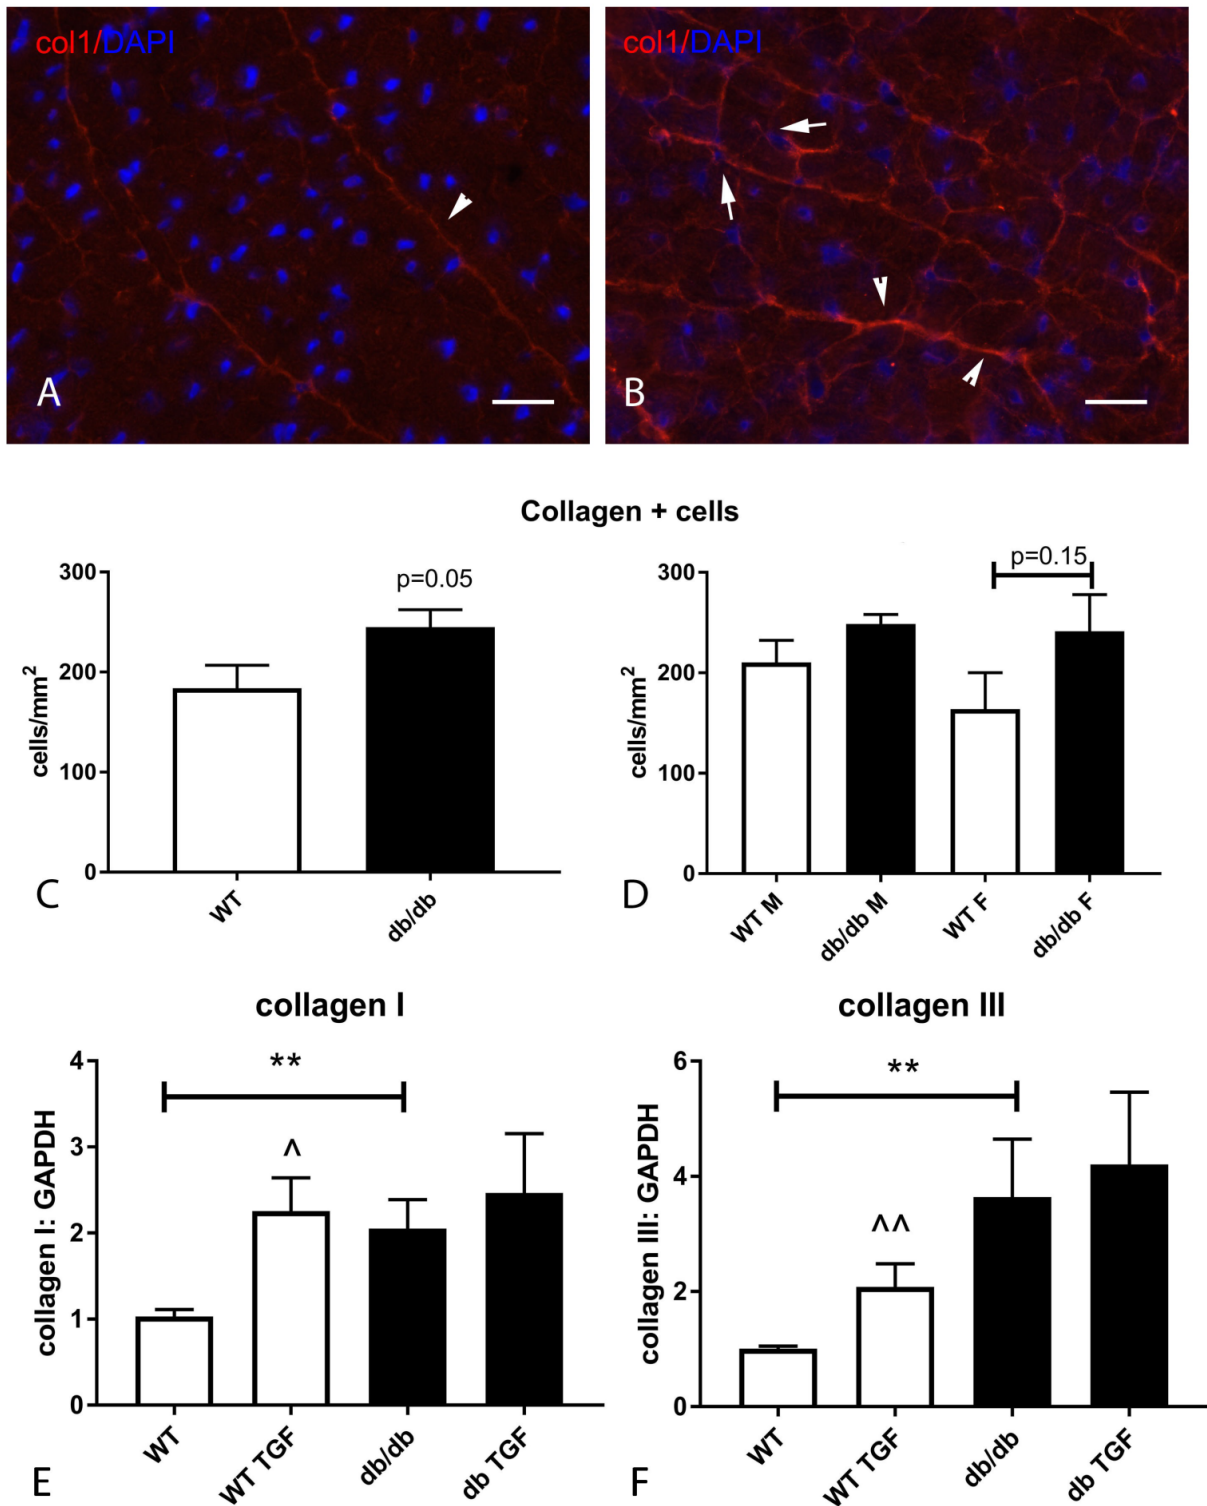 col1/DAPI
A
col1/DAPI
B
Collagen + cells
p=0.05
300
200
100
0
cells/mm²
WT
db/db
C
p=0.15
300
200
100
0
cells/mm²
WT M
db/db M
WT F
db/db F
D
collagen I
**
^
4
3
2
1
0
collagen I: GAPDH
WT
WT TGF
db/db
db TGF
E
collagen III
**
^^
6
4
2
0
collagen III: GAPDH
WT
WT TGF
db/db
db TGF
F